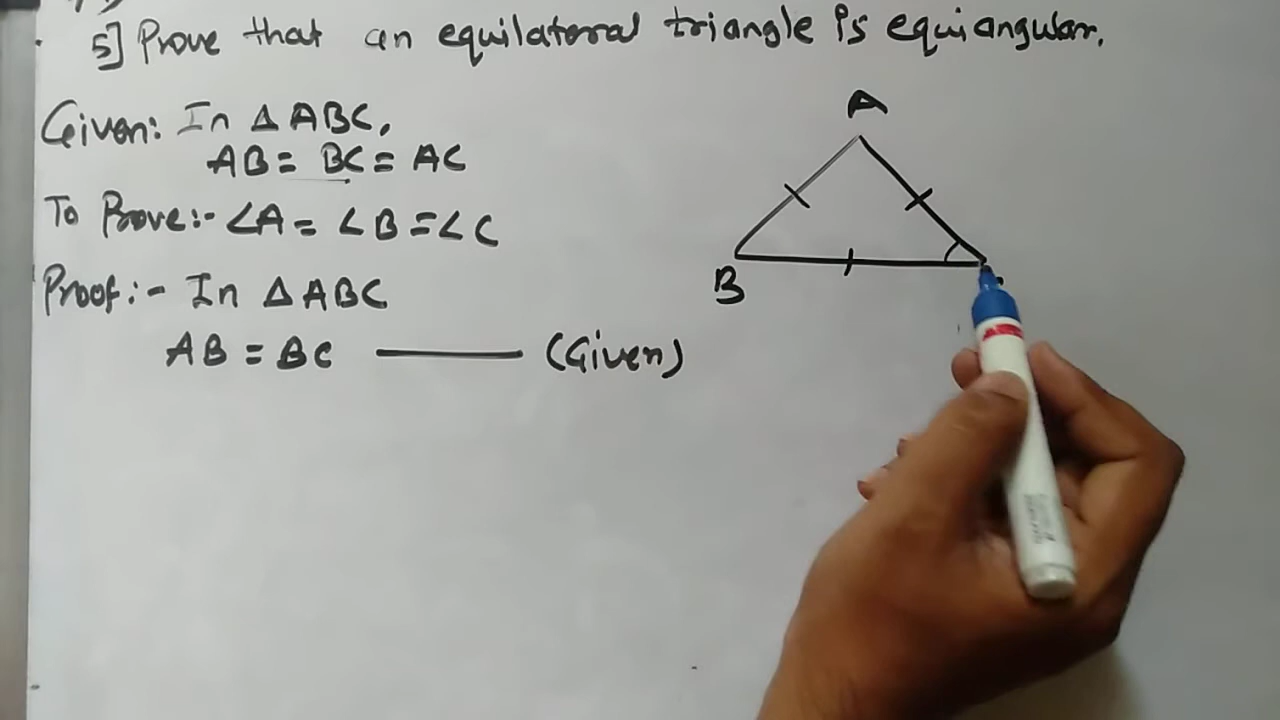 5] Prove that an equilateral triangle is equiangular.
Given: In ∆ ABC,
AB = BC = AC
To Prove:- ∠A = ∠B = ∠C
Proof:- In ∆ ABC
AB = BC —— (Given)
A
B